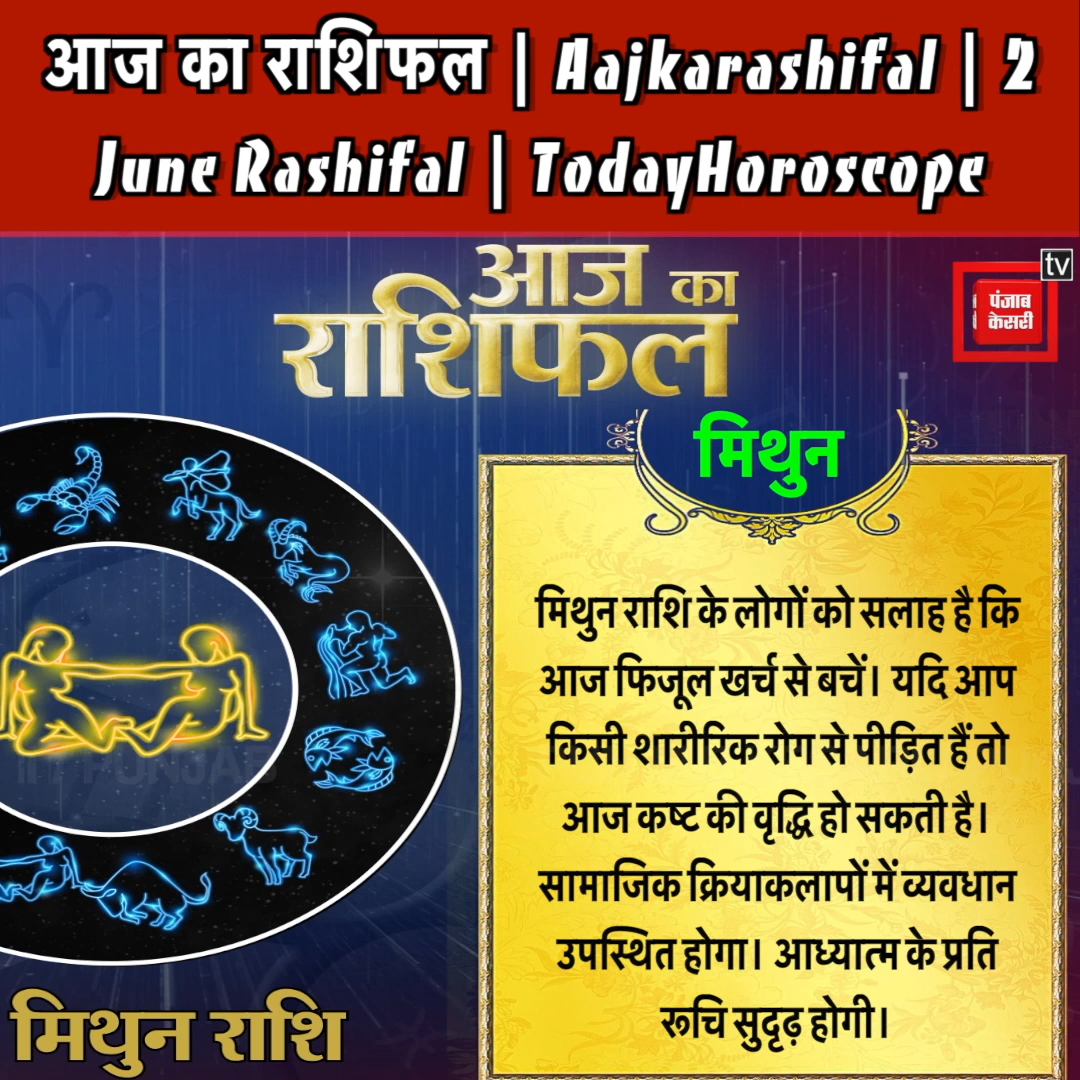 आज का राशिफल | Aajkarashifal | 2
June Rashifal | TodayHoroscope
आज का
राशिफल
tv
पंजाब
केसरी
मिथुन
मिथुन राशि के लोगों को सलाह है कि
आज फिजूल खर्च से बचें। यदि आप
किसी शारीरिक रोग से पीड़ित हैं तो
आज कष्ट की वृद्धि हो सकती है।
सामाजिक क्रियाकलापों में व्यवधान
उपस्थित होगा। आध्यात्म के प्रति
रूचि सुदृढ़ होगी।
मिथुन राशि